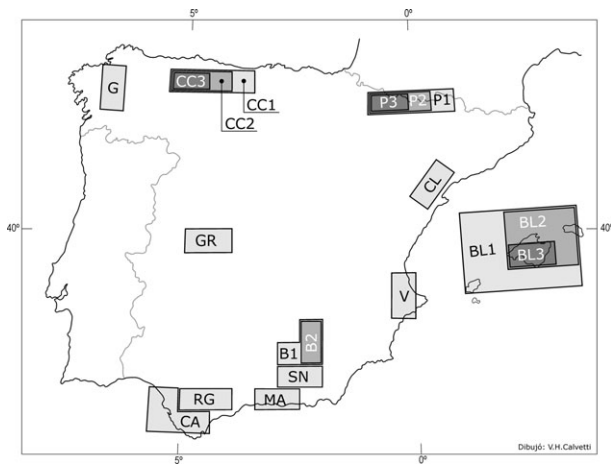 5° 0°
G CC3 P3 P2 P1
CC1
CC2
CL
40° 40°
GR BL2
BL1
BL3
V
B2
B1
SN
RG MA
CA
Dibujó: V.H.Calvetti
5° 0°